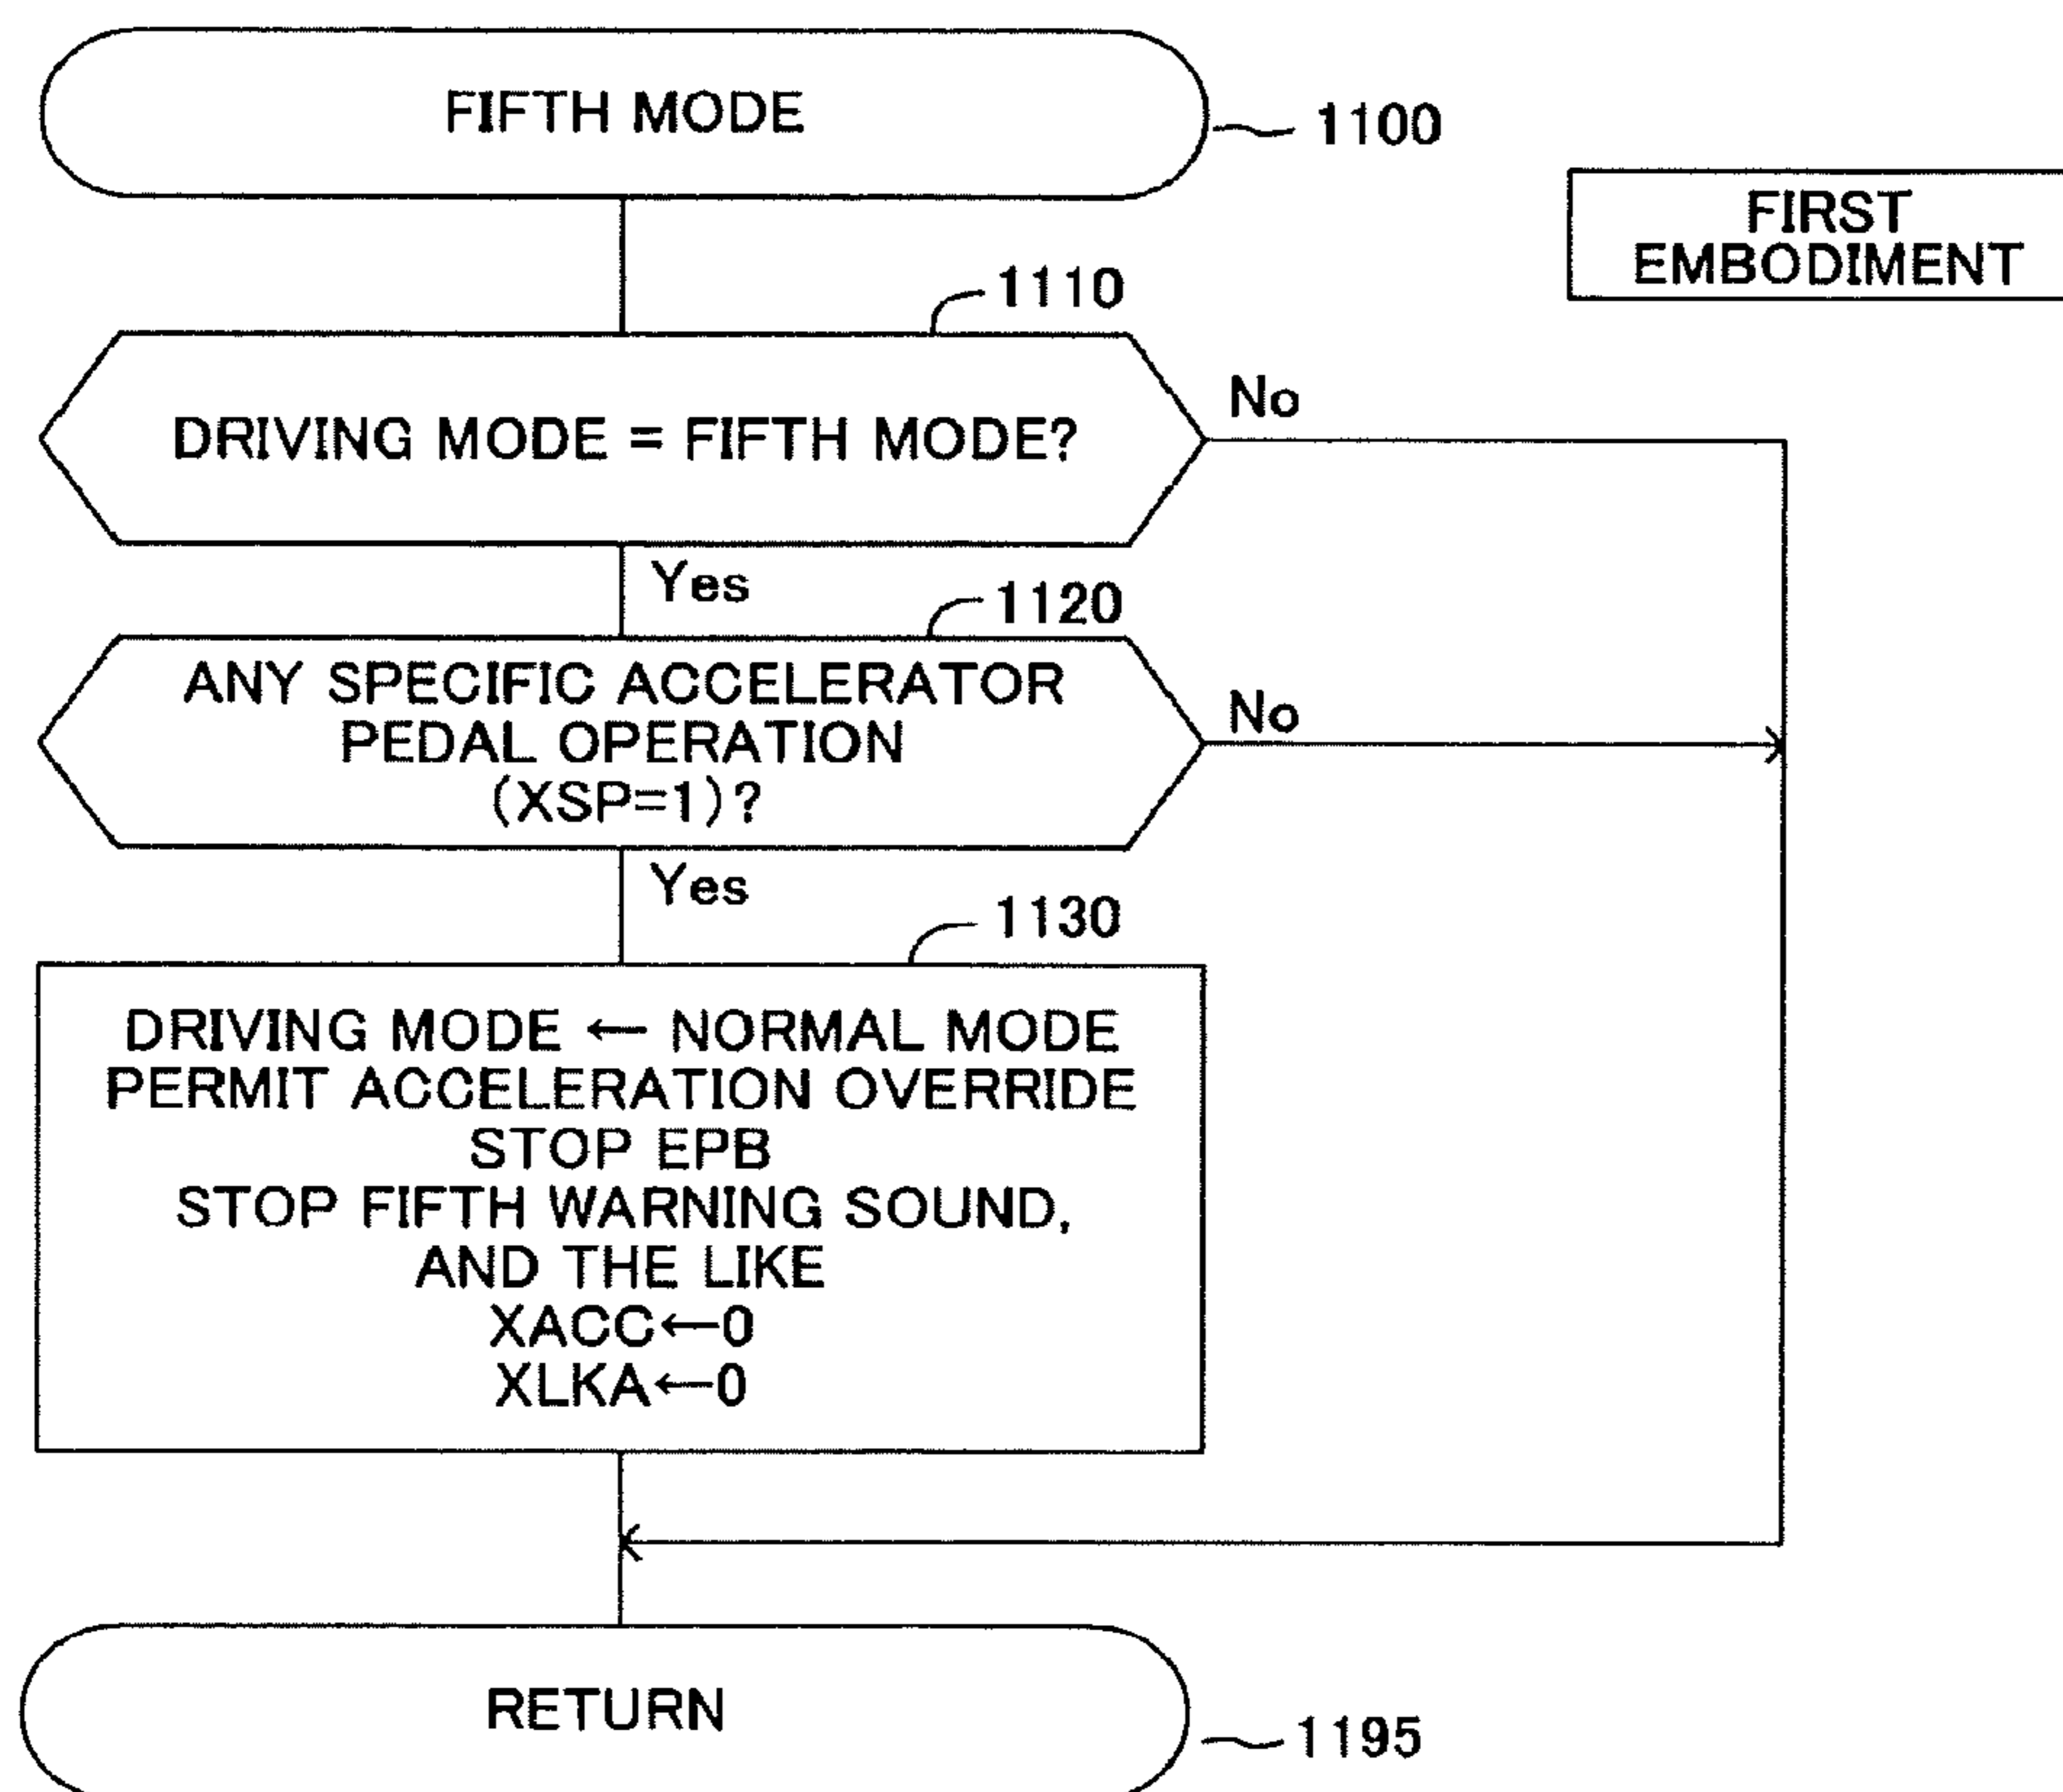 FIFTH MODE
1100
FIRST
EMBODIMENT
1110
DRIVING MODE = FIFTH MODE?
No
Yes
1120
ANY SPECIFIC ACCELERATOR
PEDAL OPERATION
(XSP=1)?
No
Yes
1130
DRIVING MODE ← NORMAL MODE
PERMIT ACCELERATION OVERRIDE
STOP EPB
STOP FIFTH WARNING SOUND,
AND THE LIKE
XACC←0
XLKA←0
RETURN
1195